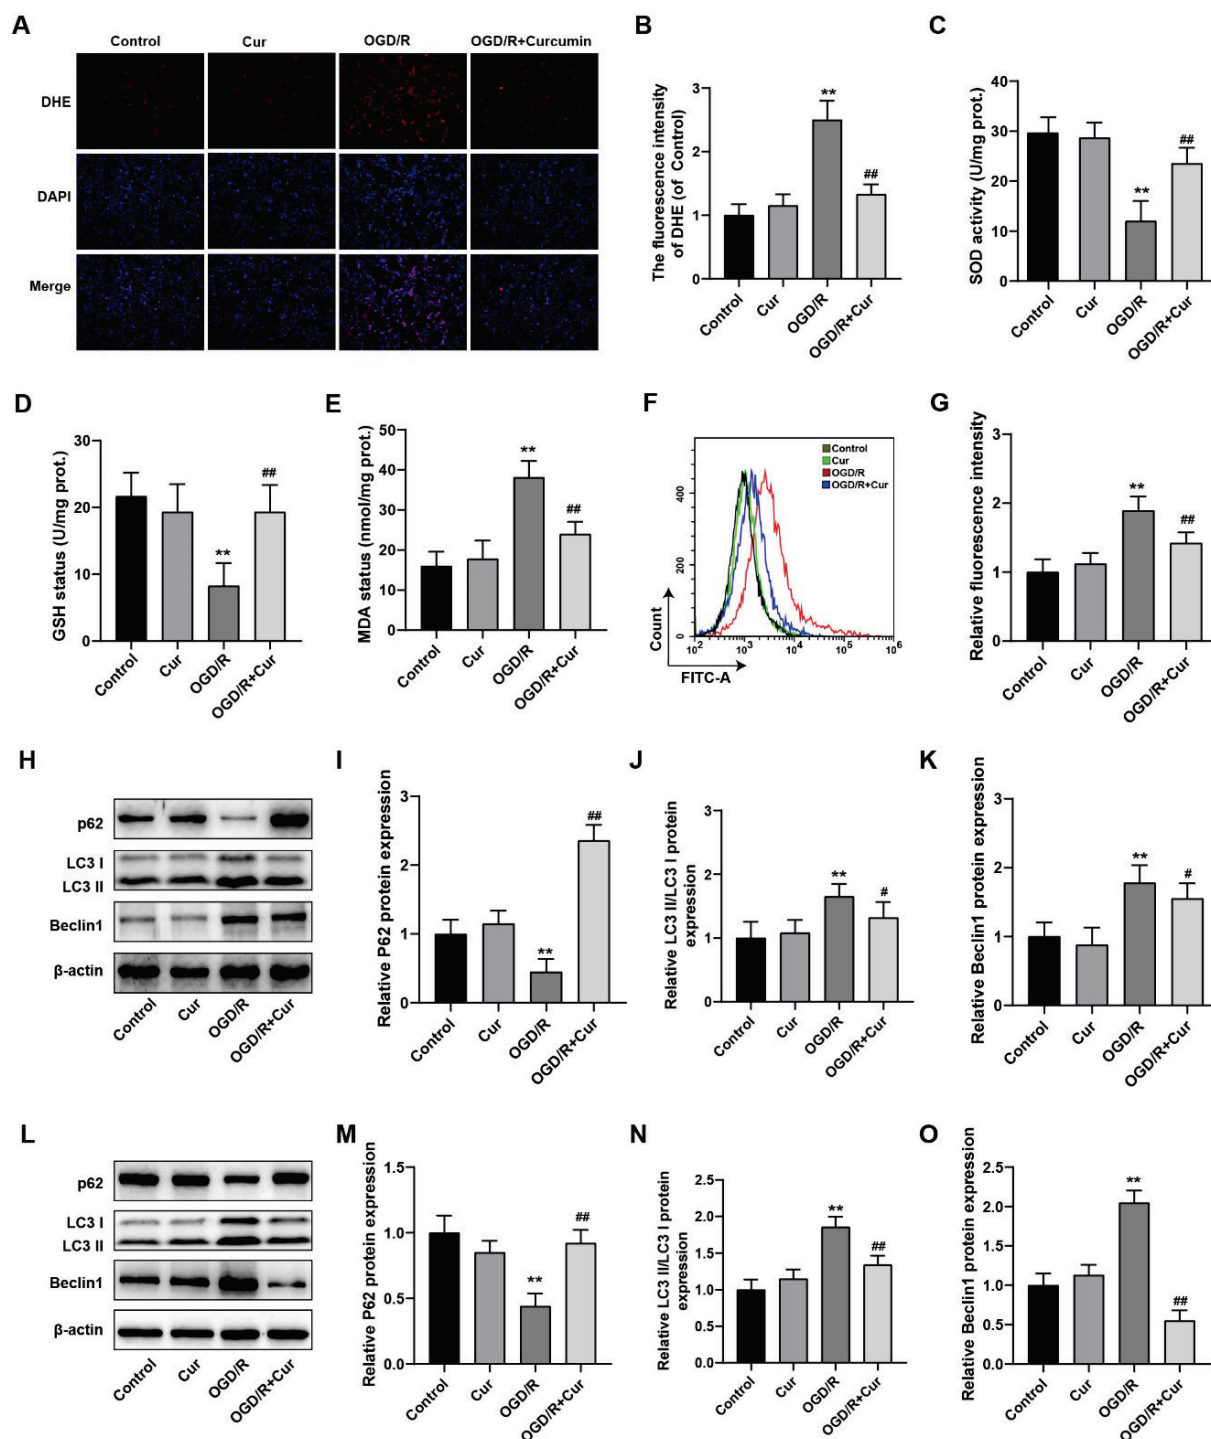 A
Control
Cur
OGD/R
OGD/R+Curcumin
DHE
DAPI
Merge
B
The fluorescence intensity
of DHE (of Control)
3
2
1
0
**
##
Control
Cur
OGD/R
OGD/R+Cur
C
SOD activity (U/mg prot.)
40
30
20
10
0
**
##
Control
Cur
OGD/R
OGD/R+Cur
D
GSH status (U/mg prot.)
30
20
10
0
**
##
Control
Cur
OGD/R
OGD/R+Cur
E
MDA status (nmol/mg prot.)
50
40
30
20
10
0
**
##
Control
Cur
OGD/R
OGD/R+Cur
F
Control
Cur
OGD/R
OGD/R+Cur
400
200
0
10²
10³
10⁴
10⁵
10⁶
Count
FITC-A
G
Relative fluorescence intensity
3
2
1
0
**
##
Control
Cur
OGD/R
OGD/R+Cur
H
p62
LC3 I
LC3 II
Beclin1
β-actin
Control
Cur
OGD/R
OGD/R+Cur
I
Relative P62 protein expression
3
2
1
0
**
##
Control
Cur
OGD/R
OGD/R+Cur
J
Relative LC3 II/LC3 I protein
expression
3
2
1
0
**
#
Control
Cur
OGD/R
OGD/R+Cur
K
Relative Beclin1 protein expression
3
2
1
0
**
#
Control
Cur
OGD/R
OGD/R+Cur
L
p62
LC3 I
LC3 II
Beclin1
β-actin
Control
Cur
OGD/R
OGD/R+Cur
M
Relative P62 protein expression
1.5
1.0
0.5
0.0
**
##
Control
Cur
OGD/R
OGD/R+Cur
N
Relative LC3 II/LC3 I protein
expression
2.5
2.0
1.5
1.0
0.5
0.0
**
##
Control
Cur
OGD/R
OGD/R+Cur
O
Relative Beclin1 protein expression
2.5
2.0
1.5
1.0
0.5
0.0
**
##
Control
Cur
OGD/R
OGD/R+Cur